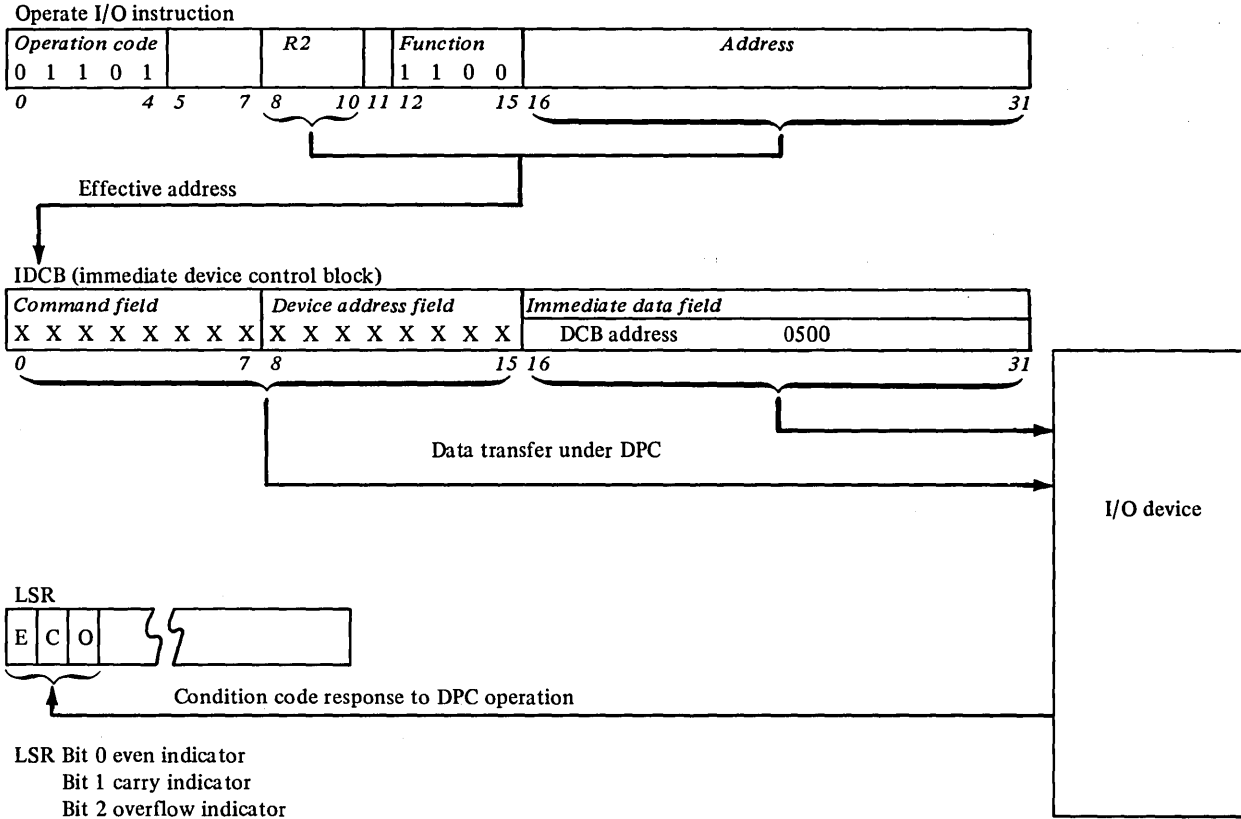 Operate I/O instruction
Operation code R2 Function Address
0 1 1 0 1 1 1 0 0
0 4 5 7 8 10 11 12 15 16 31
Effective address
IDCB (immediate device control block)
Command field Device address field Immediate data field
X X X X X X X X X X X X X X X X DCB address 0500
0 7 8 15 16 31
Data transfer under DPC
I/O device
LSR
E C O
Condition code response to DPC operation
LSR Bit 0 even indicator
Bit 1 carry indicator
Bit 2 overflow indicator